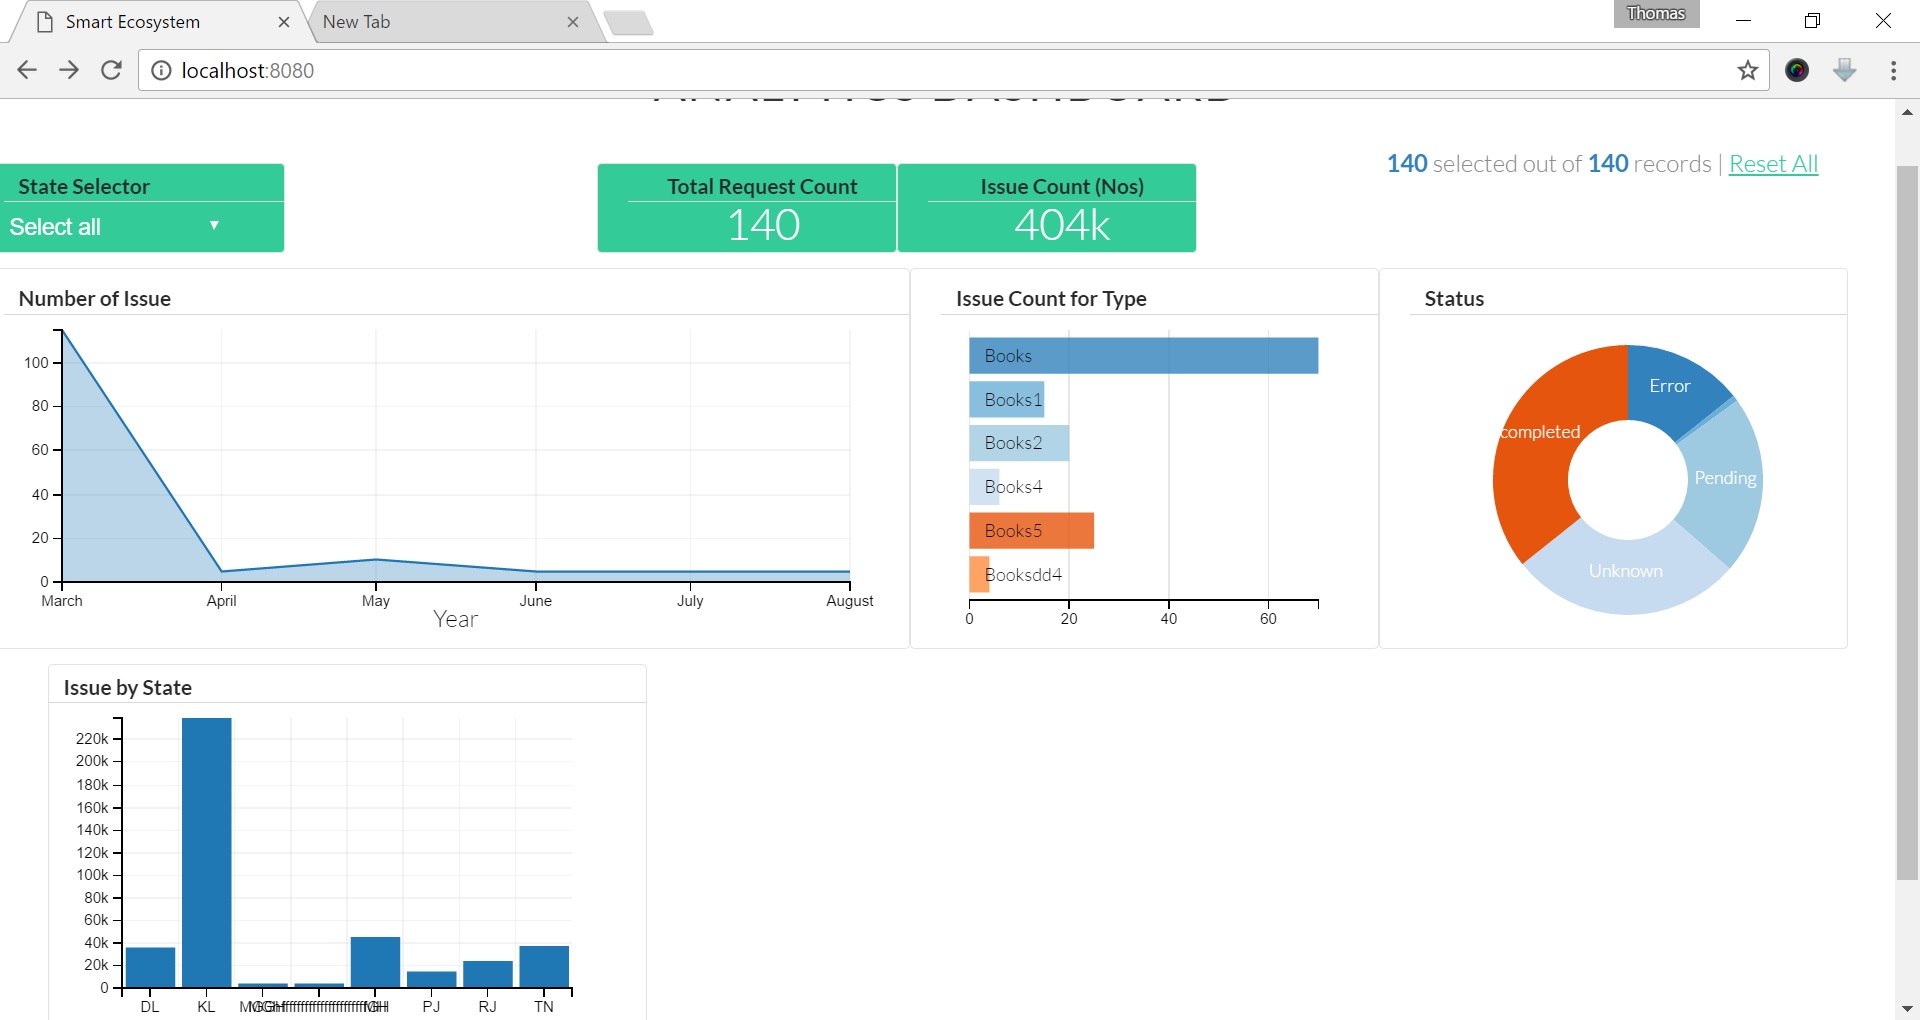 Smart Ecosystem
New Tab
Thomas
localhost:8080
ANALYTICS DASHBOARD
140 selected out of 140 records | Reset All
State Selector
Select all
Total Request Count
140
Issue Count (Nos)
404k
Number of Issue
100
80
60
40
20
0
March April May June July August
Year
Issue Count for Type
Books
Books1
Books2
Books4
Books5
Booksdd4
0 20 40 60
Status
Error
completed
Pending
Unknown
Issue by State
220k
200k
180k
160k
140k
120k
100k
80k
60k
40k
20k
0
DL KL MH PJ RJ TN